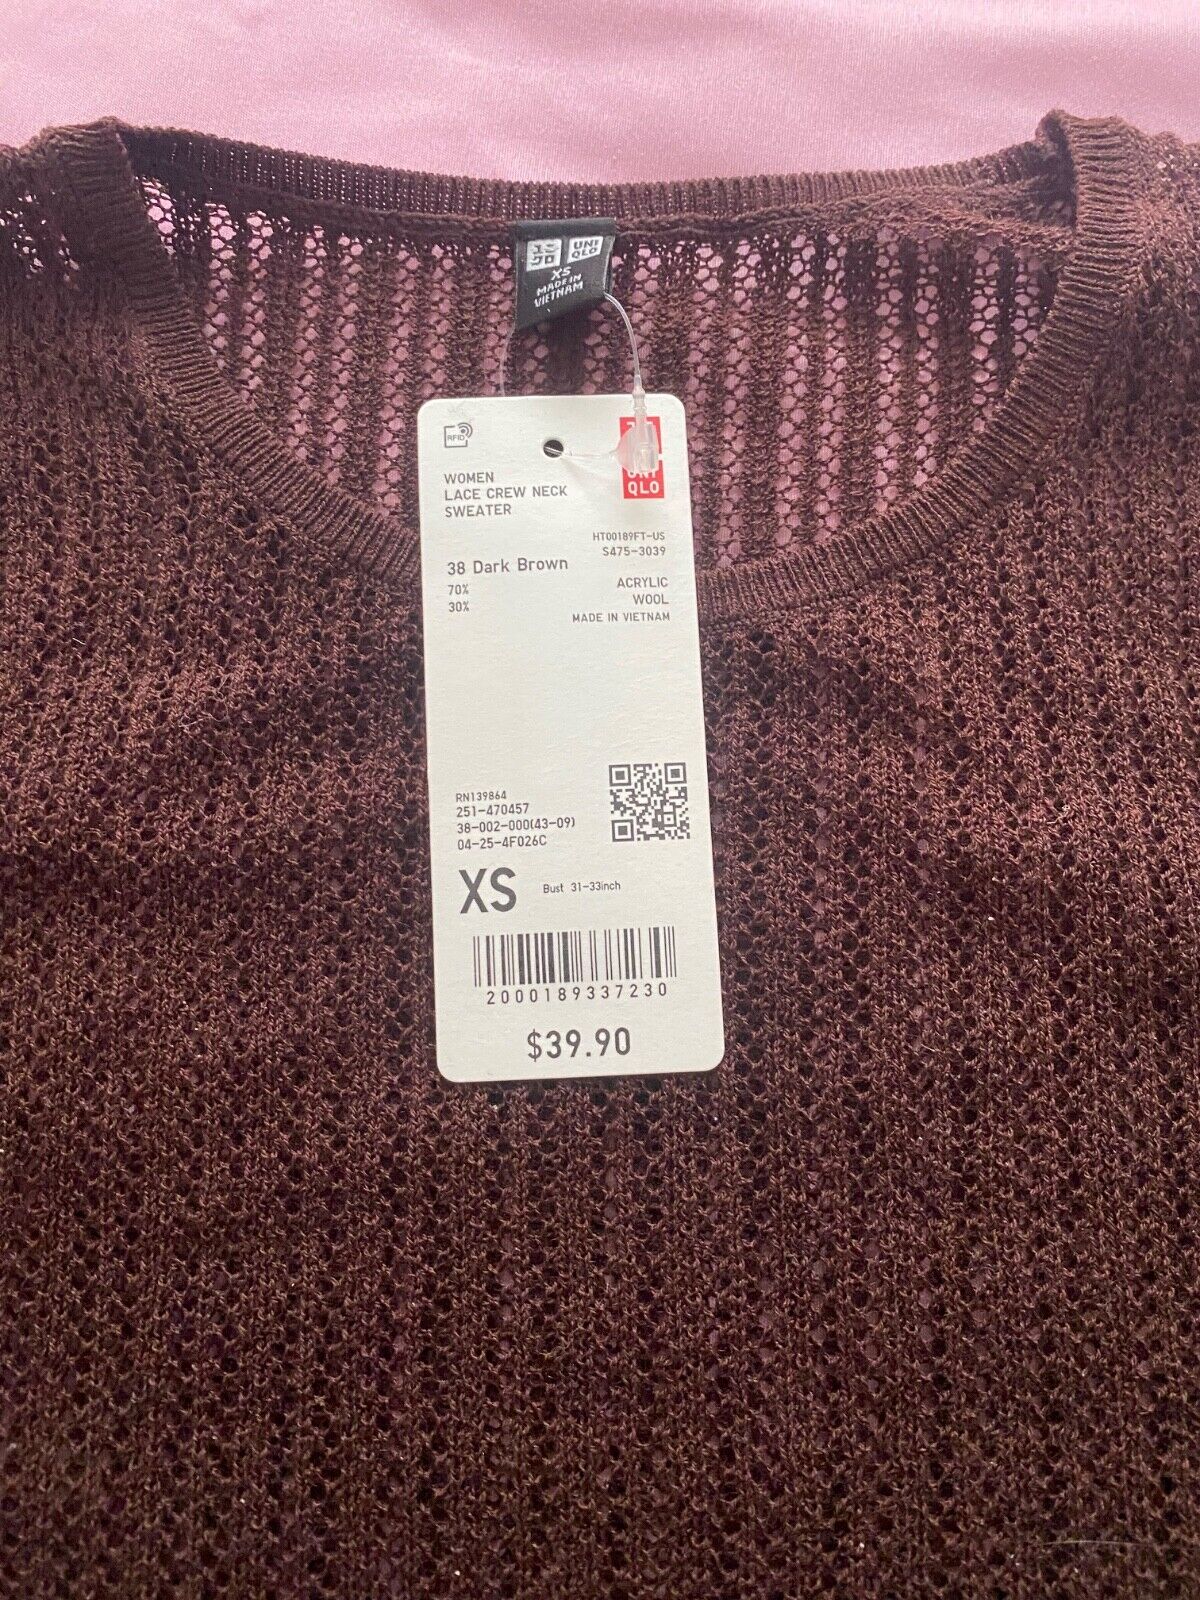 UNI
QLO
XS
MADE IN
VIETNAM
RFID
WOMEN
LACE CREW NECK
SWEATER
UNI
QLO
HT00189FT-US
S475-3039
38 Dark Brown
70% ACRYLIC
30% WOOL
MADE IN VIETNAM
RN139864
251-470457
38-002-000(43-09)
04-25-4F026C
XS Bust 31-33inch
2000189337230
$39.90